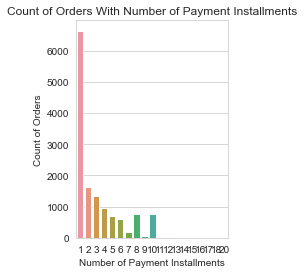 Count of Orders With Number of Payment Installments
6000
5000
4000
3000
2000
1000
0
Count of Orders
1 2 3 4 5 6 7 8 9 10 11 12 13 14 15 16 17 18 20
Number of Payment Installments